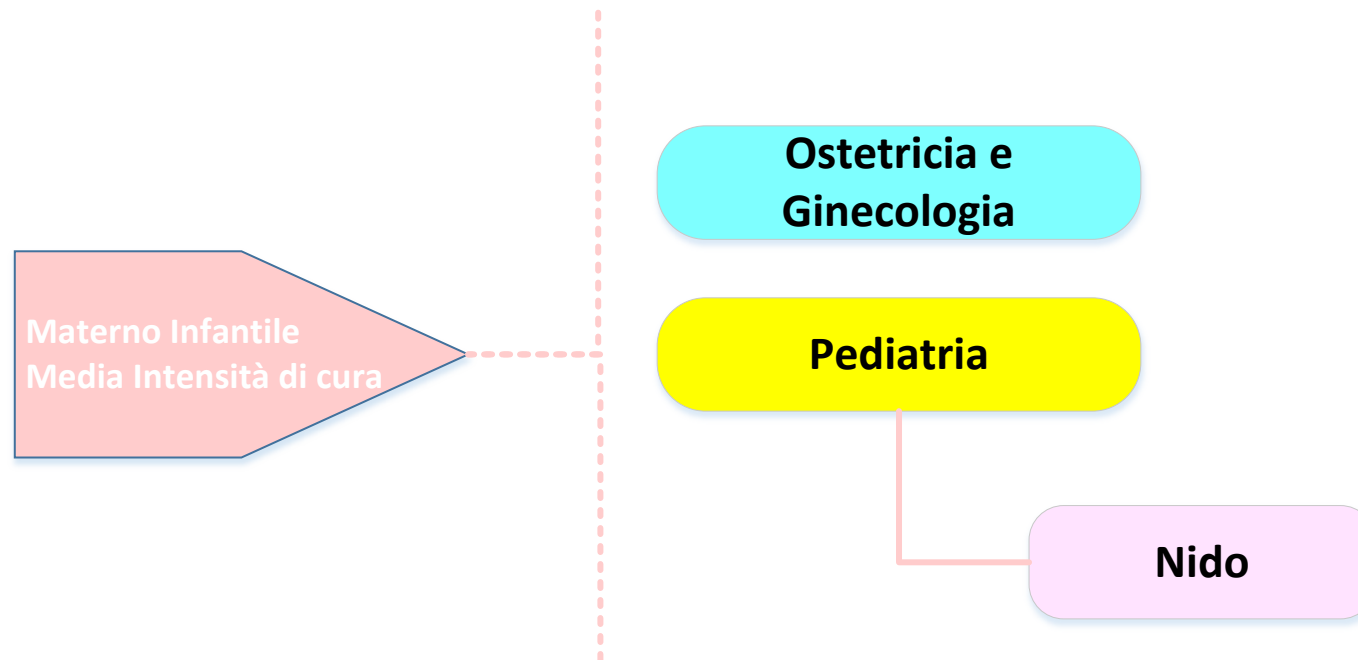 Ostetricia e
Ginecologia
Materno Infantile
Media Intensità di cura
Pediatria
Nido